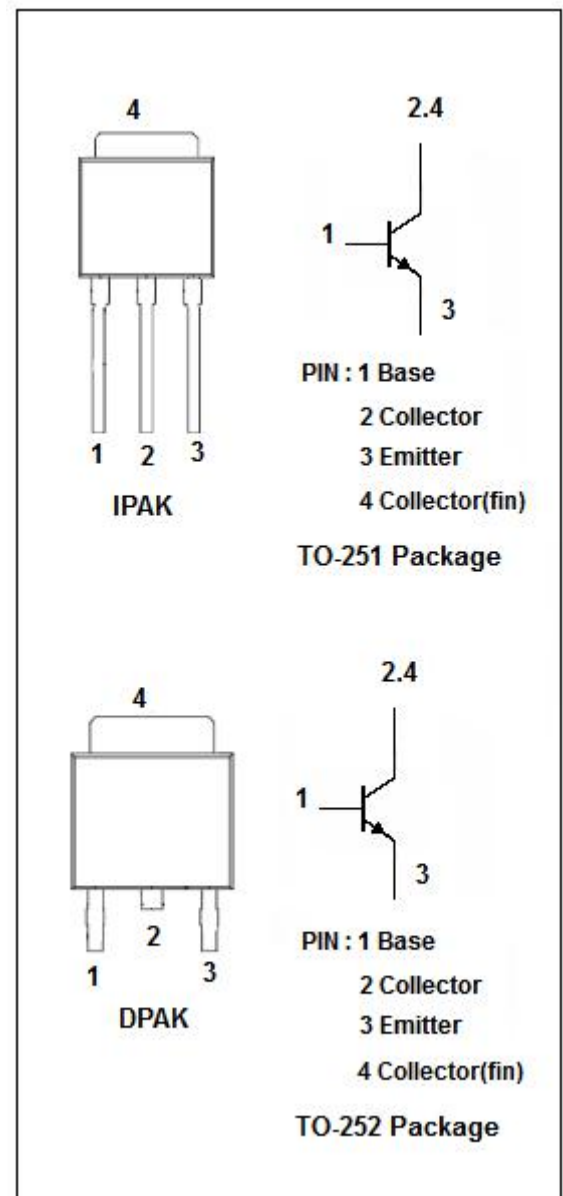 4
2.4
1
3
PIN : 1 Base
2 Collector
3 Emitter
4 Collector(fin)
1 2 3
IPAK
TO-251 Package
4
2.4
1
3
PIN : 1 Base
2 Collector
3 Emitter
4 Collector(fin)
2
1 3
DPAK
TO-252 Package